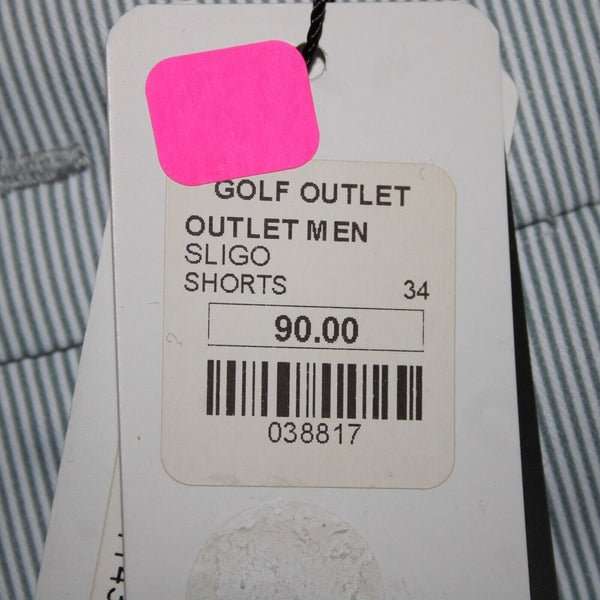 GOLF OUTLET
OUTLET MEN
SLIGO
SHORTS 34
90.00
038817